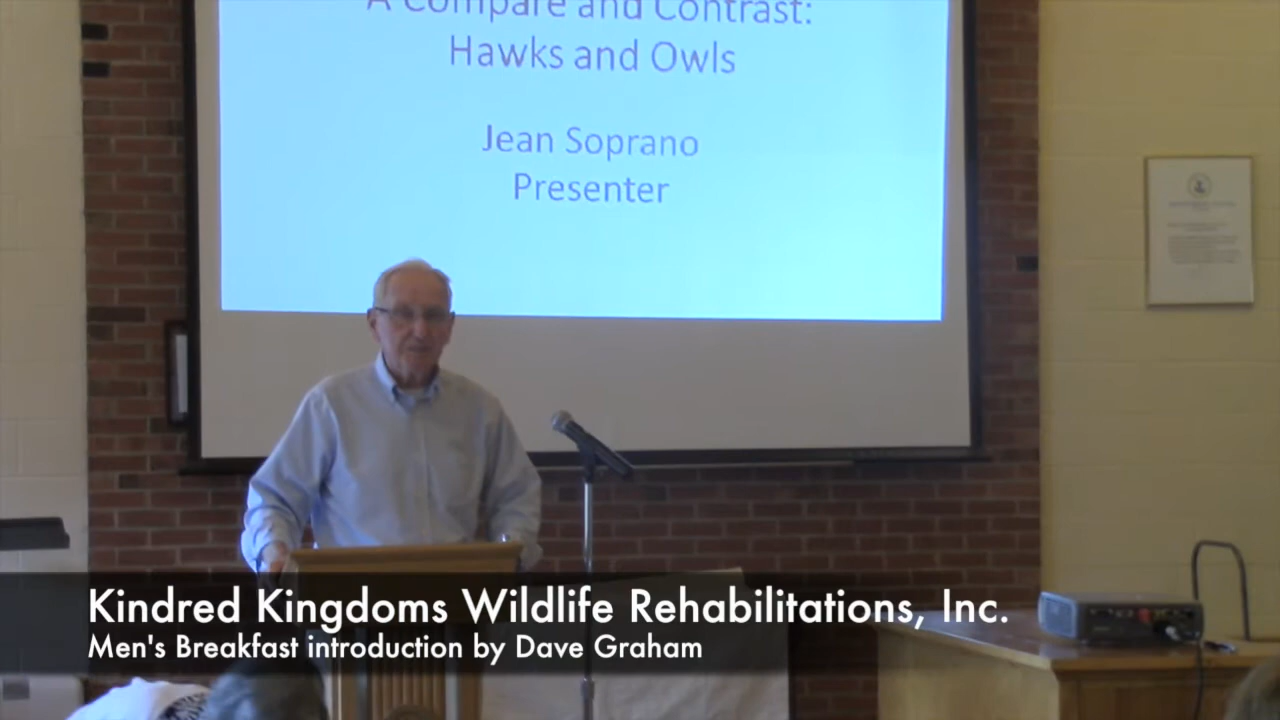 A Compare and Contrast:
Hawks and Owls
Jean Soprano
Presenter
Kindred Kingdoms Wildlife Rehabilitations, Inc.
Men's Breakfast introduction by Dave Graham